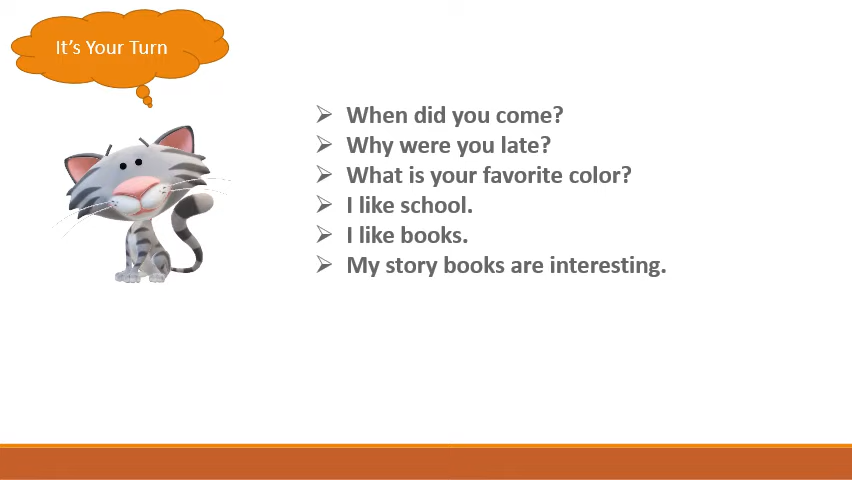 It's Your Turn
When did you come?
Why were you late?
What is your favorite color?
I like school.
I like books.
My story books are interesting.